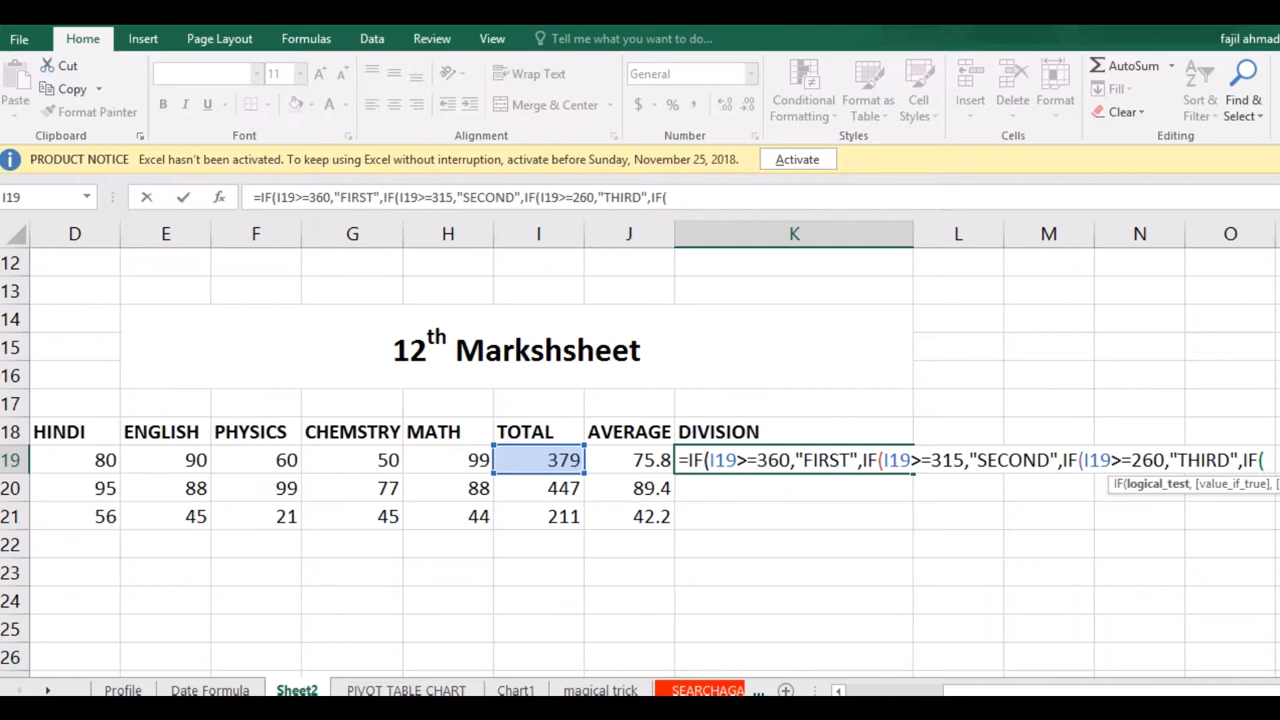 File Home Insert Page Layout Formulas Data Review View Tell me what you want to do... fajil ahmad
Cut
Copy
Format Painter
Paste
11
Wrap Text
Merge & Center
General
Conditional Formatting
Format as Table
Cell Styles
Insert
Delete
Format
AutoSum
Fill
Clear
Sort & Filter
Find & Select
Clipboard Font Alignment Number Styles Cells Editing
PRODUCT NOTICE Excel hasn't been activated. To keep using Excel without interruption, activate before Sunday, November 25, 2018. Activate
I19 fx =IF(I19>=360,"FIRST",IF(I19>=315,"SECOND",IF(I19>=260,"THIRD",IF(
D E F G H I J K L M N O
12
13
14
15 12th Markshsheet
16
17
18 HINDI ENGLISH PHYSICS CHEMSTRY MATH TOTAL AVERAGE DIVISION
19 80 90 60 50 99 379 75.8 =IF(I19>=360,"FIRST",IF(I19>=315,"SECOND",IF(I19>=260,"THIRD",IF(
IF(logical_test, [value_if_true], [
20 95 88 99 77 88 447 89.4
21 56 45 21 45 44 211 42.2
22
23
24
25
26
Profile Date Formula Sheet2 PIVOT TABLE CHART Chart1 magical trick SEARCHAGA ...